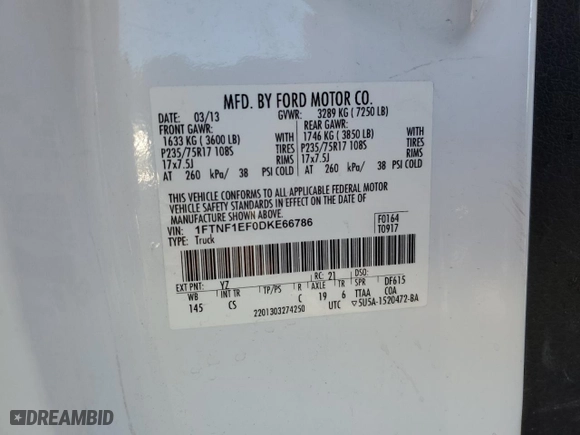 MFD. BY FORD MOTOR CO.
DATE: 03/13 GVWR: 3289 KG ( 7250 LB)
FRONT GAWR: REAR GAWR:
1633 KG ( 3600 LB) WITH 1746 KG ( 3850 LB) WITH
P235/75R17 108S TIRES P235/75R17 108S TIRES
17x7.5J RIMS 17x7.5J RIMS
AT 260 kPa/ 38 PSI COLD AT 260 kPa/ 38 PSI COLD
THIS VEHICLE CONFORMS TO ALL APPLICABLE FEDERAL MOTOR
VEHICLE SAFETY STANDARDS IN EFFECT ON THE DATE OF
MANUFACTURE SHOWN ABOVE.
VIN: 1FTNF1EF0DKE66786 F0164
TYPE: Truck T0917
EXT PNT: YZ RC: 21 DSO:
WB INT TR TP/PS R AXLE TR SPR DF615
145 CS C 19 6 TTAA COA
2201303274250 UTC ▽5U5A-1520472-BA
DREAMBID